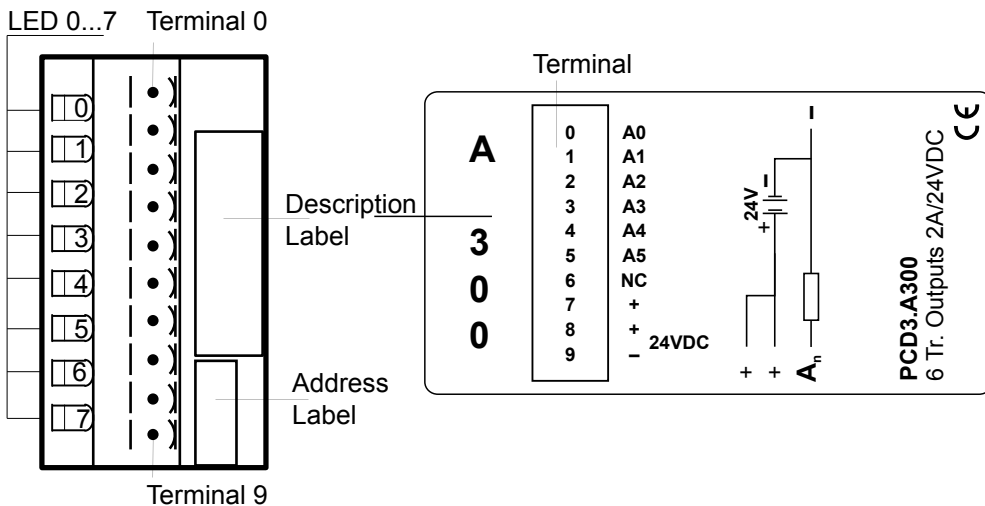 LED 0...7
Terminal 0
0
1
2
3
4
5
6
7
Description
Label
Address
Label
Terminal 9
Terminal
A
3
0
0
0 A0
1 A1
2 A2
3 A3
4 A4
5 A5
6 NC
7 +
8 +
9 –
24VDC
24V
–
+
–
+ + An
PCD3.A300
6 Tr. Outputs 2A/24VDC
CE